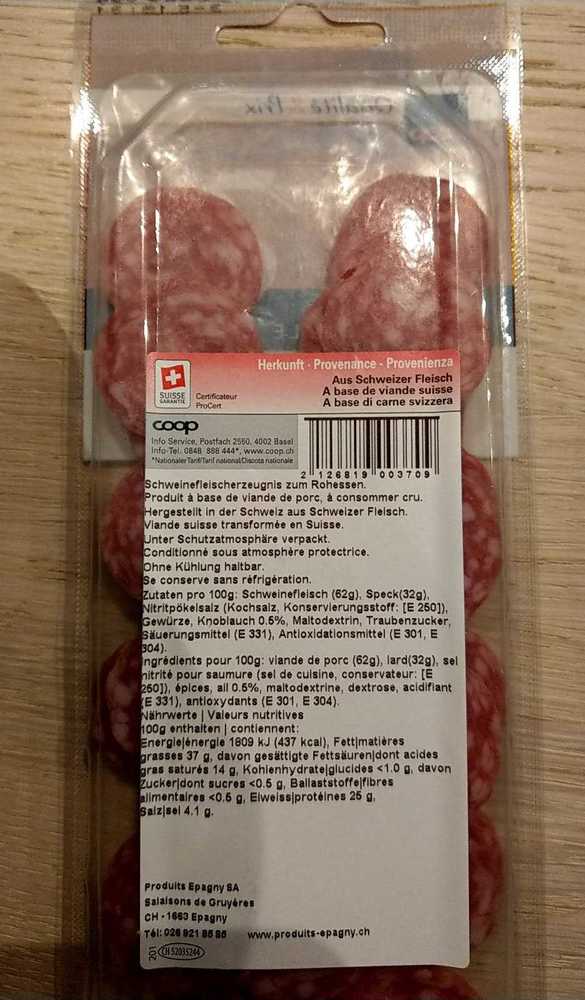 Qualité & Prix
Herkunft - Provenance - Provenienza
Aus Schweizer Fleisch
A base de viande suisse
A base di carne svizzera
SUISSE
GARANTIE
Certificateur
ProCert
coop
Info Service, Postfach 2550, 4002 Basel
Info-Tel. 0848 888 444*, www.coop.ch
*Nationaler Tarif/Tarif national/Discota nationale
2 126819 003709
Schweinefleischerzeugnis zum Rohessen.
Produit à base de viande de porc, à consommer cru.
Hergestellt in der Schweiz aus Schweizer Fleisch.
Viande suisse transformée en Suisse.
Unter Schutzatmosphäre verpackt.
Conditionné sous atmosphère protectrice.
Ohne Kühlung haltbar.
Se conserve sans réfrigération.
Zutaten pro 100g: Schweinefleisch (62g), Speck(32g),
Nitritpökelsalz (Kochsalz, Konservierungsstoff: [E 250]),
Gewürze, Knoblauch 0.5%, Maltodextrin, Traubenzucker,
Säuerungsmittel (E 331), Antioxidationsmittel (E 301, E
304).
Ingrédients pour 100g: viande de porc (62g), lard(32g), sel
nitrité pour saumure (sel de cuisine, conservateur: [E
250]), épices, ail 0.5%, maltodextrine, dextrose, acidifiant
(E 331), antioxydants (E 301, E 304).
Nährwerte | Valeurs nutritives
100g enthalten | contiennent:
Energie|énergie 1809 kJ (437 kcal), Fett|matières
grasses 37 g, davon gesättigte Fettsäuren|dont acides
gras saturés 14 g, Kohlenhydrate|glucides <1.0 g, davon
Zucker|dont sucres <0.5 g, Ballaststoffe|fibres
alimentaires <0.5 g, Eiweiss|protéines 25 g,
Salz|sel 4.1 g.
Produits Epagny SA
Salaisons de Gruyères
CH - 1663 Epagny
Tél: 026 921 85 85 www.produits-epagny.ch
201
CH 52035244